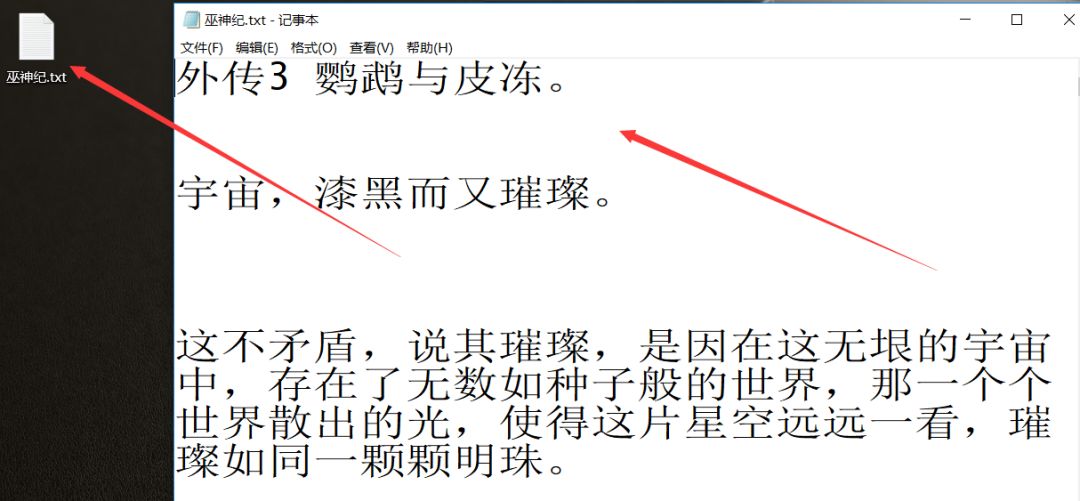 巫神纪.txt - 记事本
文件(F) 编辑(E) 格式(O) 查看(V) 帮助(H)
巫神纪.txt
外传3 鹦鹉与皮冻。
宇宙，漆黑而又璀璨。
这不矛盾，说其璀璨，是因在这无垠的宇宙
中，存在了无数如种子般的世界，那一个个
世界散出的光，使得这片星空远远一看，璀
璨如同一颗颗明珠。